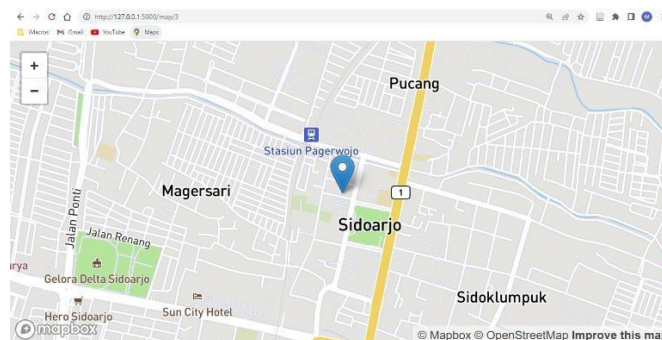 http://127.0.0.1:5000/map/3
Macros Gmail YouTube Maps
+
−
Pucang
Stasiun Pagerwojo
Magersari
1
Jalan Ponti
Sidoarjo
Jalan Renang
arya
Gelora Delta Sidoarjo
Sidoklumpuk
Sun City Hotel
Hero Sidoarjo
mapbox
© Mapbox © OpenStreetMap Improve this ma